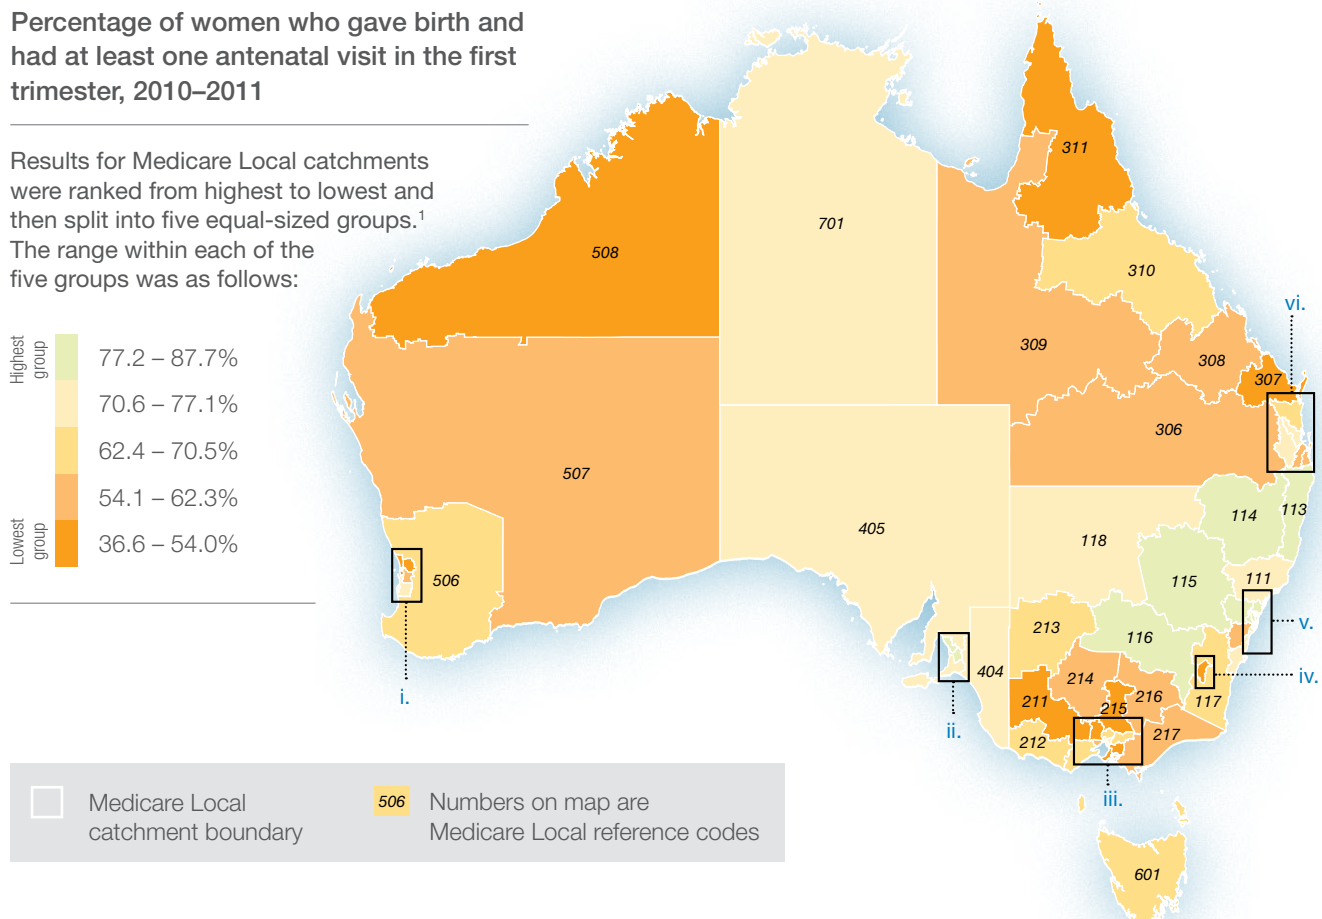 Percentage of women who gave birth and
had at least one antenatal visit in the first
trimester, 2010–2011
Results for Medicare Local catchments
were ranked from highest to lowest and
then split into five equal-sized groups.¹
The range within each of the
five groups was as follows:
Highest
group
77.2 – 87.7%
70.6 – 77.1%
62.4 – 70.5%
54.1 – 62.3%
36.6 – 54.0%
Lowest
group
311
701
508
310
vi.
309
308
307
306
507
114
113
405
118
115
111
506
213
116
v.
404
214
iv.
i.
211
215
216
117
ii.
212
217
iii.
Medicare Local
catchment boundary
506
Numbers on map are
Medicare Local reference codes
601